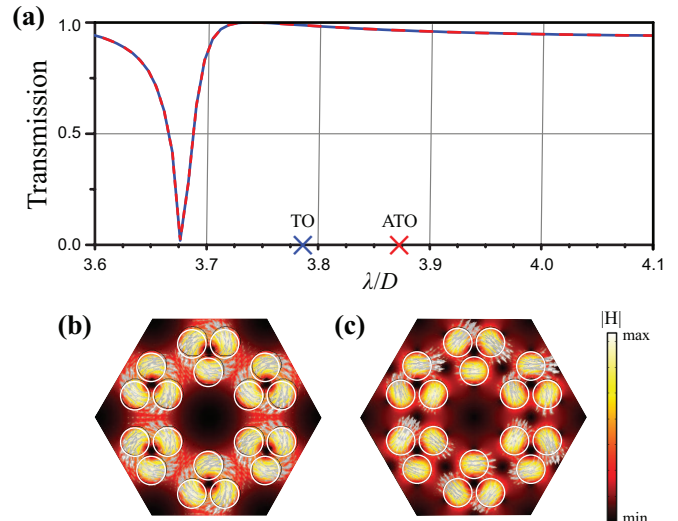 (a)
Transmission
1.0
0.5
0.0
TO
ATO
3.6
3.7
3.8
3.9
4.0
4.1
λ/D
(b)
(c)
|H|
max
min